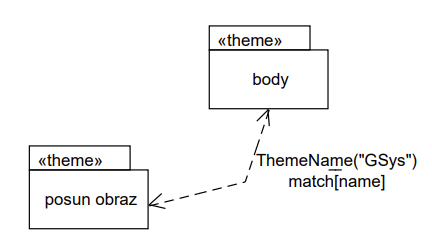 «theme»
body
ThemeName("GSys")
match[name]
«theme»
posun obraz